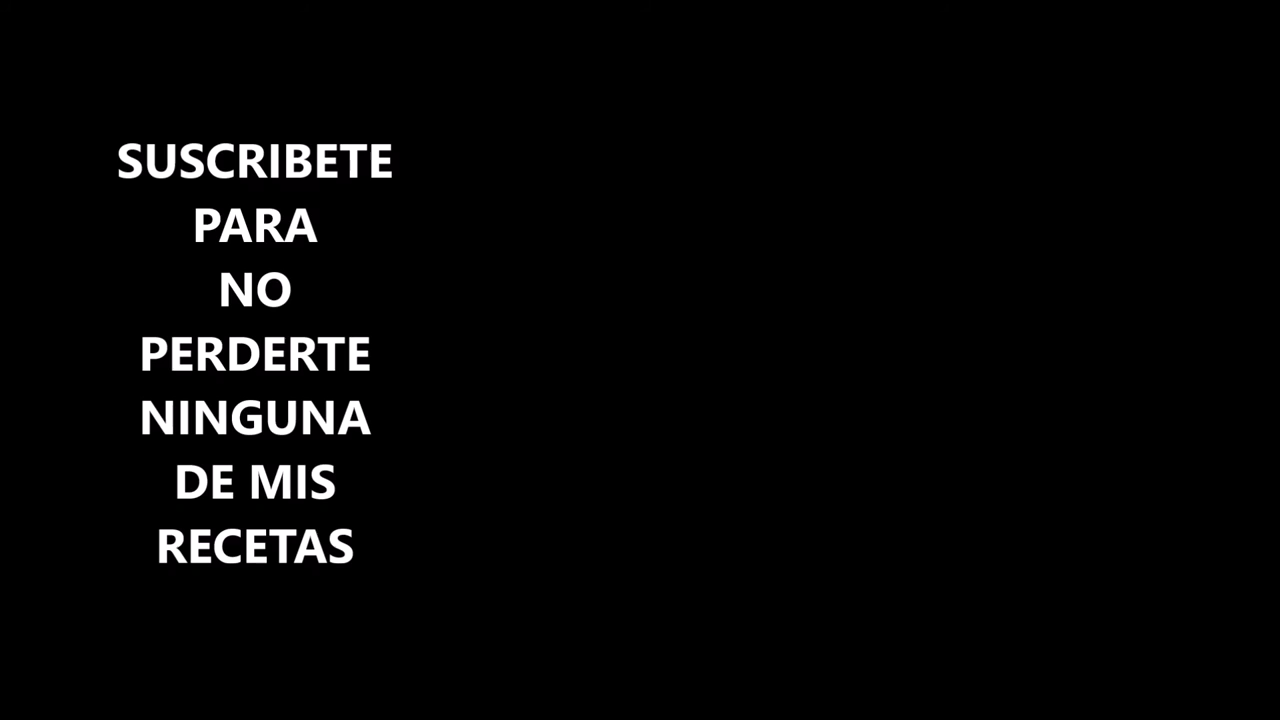 SUSCRIBETE
PARA
NO
PERDERTE
NINGUNA
DE MIS
RECETAS